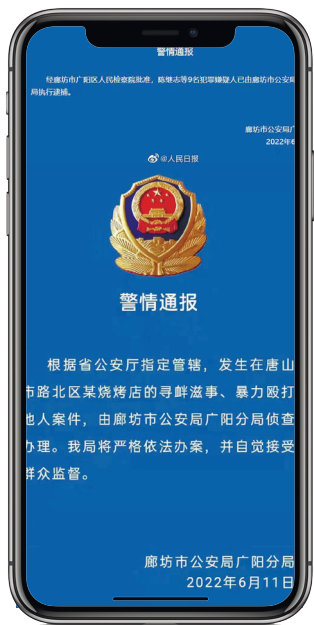 警情通报
经廊坊市广阳区人民检察院批准，陈继志等9名犯罪嫌疑人已由廊坊市公安局
局执行逮捕。
廊坊市公安局广
2022年6
@人民日报
警情通报
根据省公安厅指定管辖，发生在唐山
市路北区某烧烤店的寻衅滋事、暴力殴打
他人案件，由廊坊市公安局广阳分局侦查
办理。我局将严格依法办案，并自觉接受
群众监督。
廊坊市公安局广阳分局
2022年6月11日